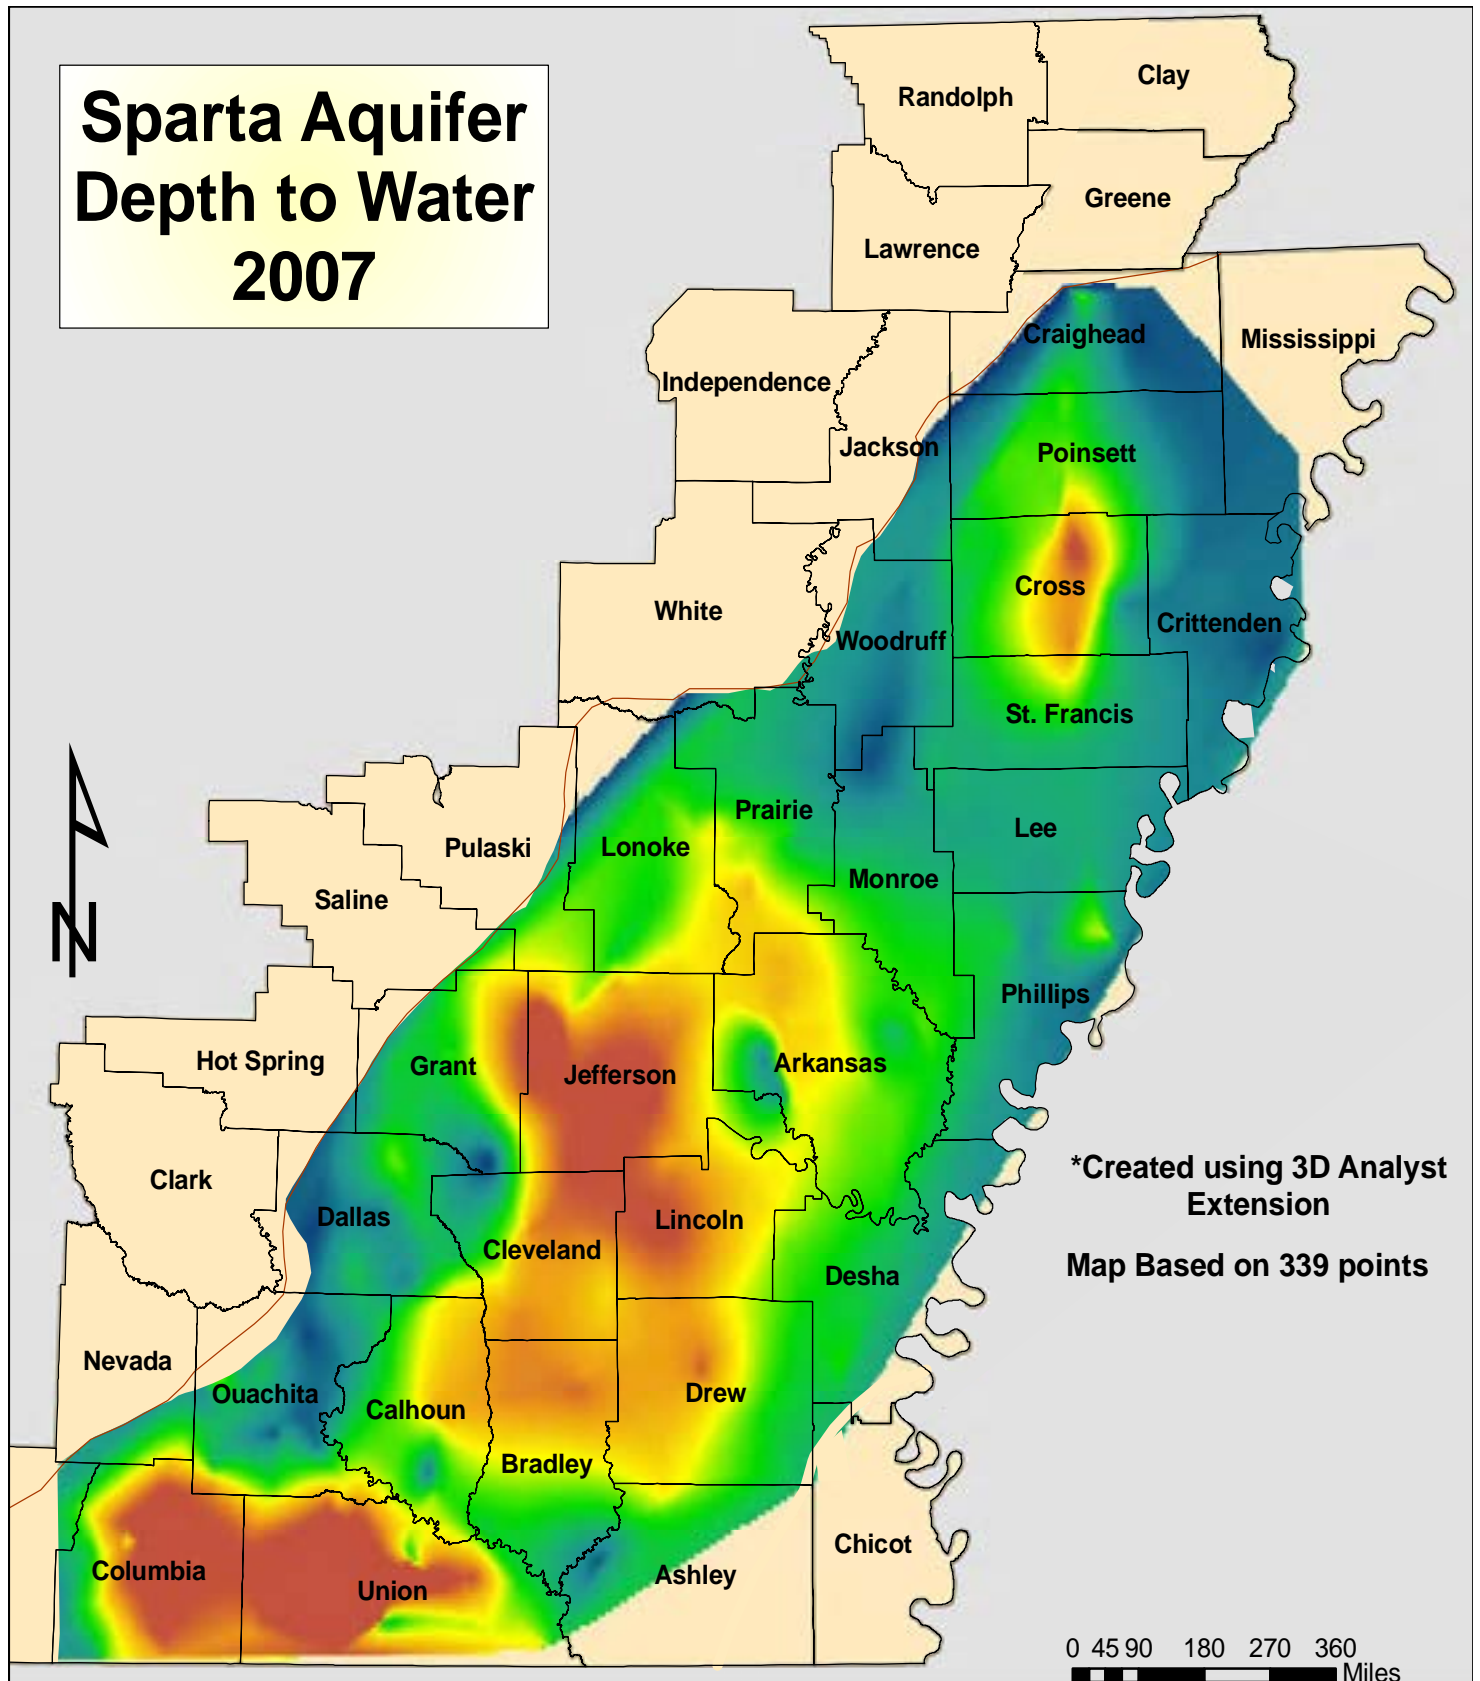 Sparta Aquifer
Depth to Water
2007
Randolph
Clay
Greene
Lawrence
Craighead
Mississippi
Independence
Jackson
Poinsett
White
Cross
Crittenden
Woodruff
St. Francis
Prairie
Lee
Pulaski
Lonoke
Monroe
Saline
Phillips
Hot Spring
Grant
Jefferson
Arkansas
Clark
Dallas
Lincoln
Cleveland
Desha
Nevada
Ouachita
Calhoun
Drew
Bradley
Columbia
Union
Ashley
Chicot
N
*Created using 3D Analyst
Extension
Map Based on 339 points
0 45 90 180 270 360
Miles